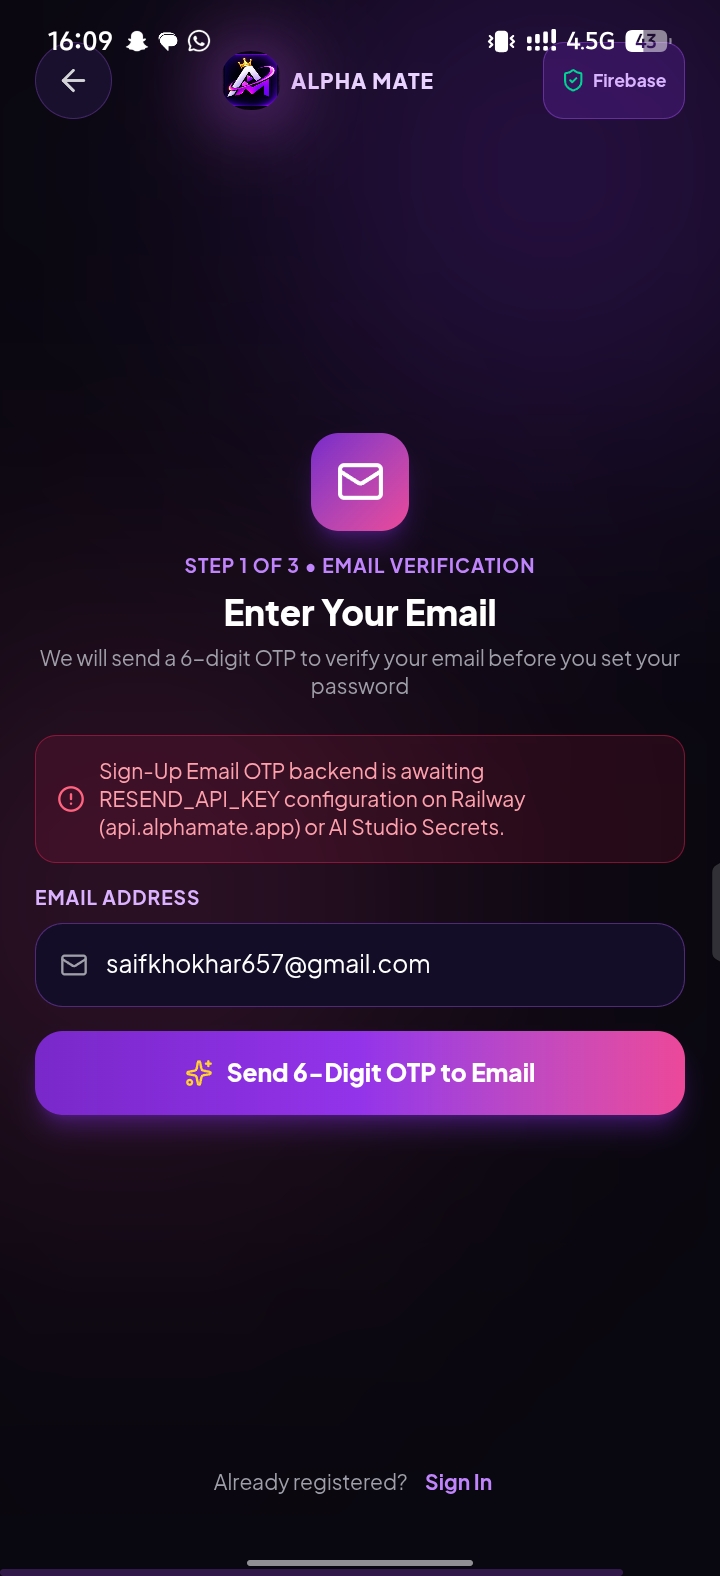 16:09
4.5G
43
ALPHA MATE
Firebase
STEP 1 OF 3 • EMAIL VERIFICATION
Enter Your Email
We will send a 6-digit OTP to verify your email before you set your
password
Sign-Up Email OTP backend is awaiting
RESEND_API_KEY configuration on Railway
(api.alphamate.app) or AI Studio Secrets.
EMAIL ADDRESS
saifkhokhar657@gmail.com
Send 6-Digit OTP to Email
Already registered? Sign In